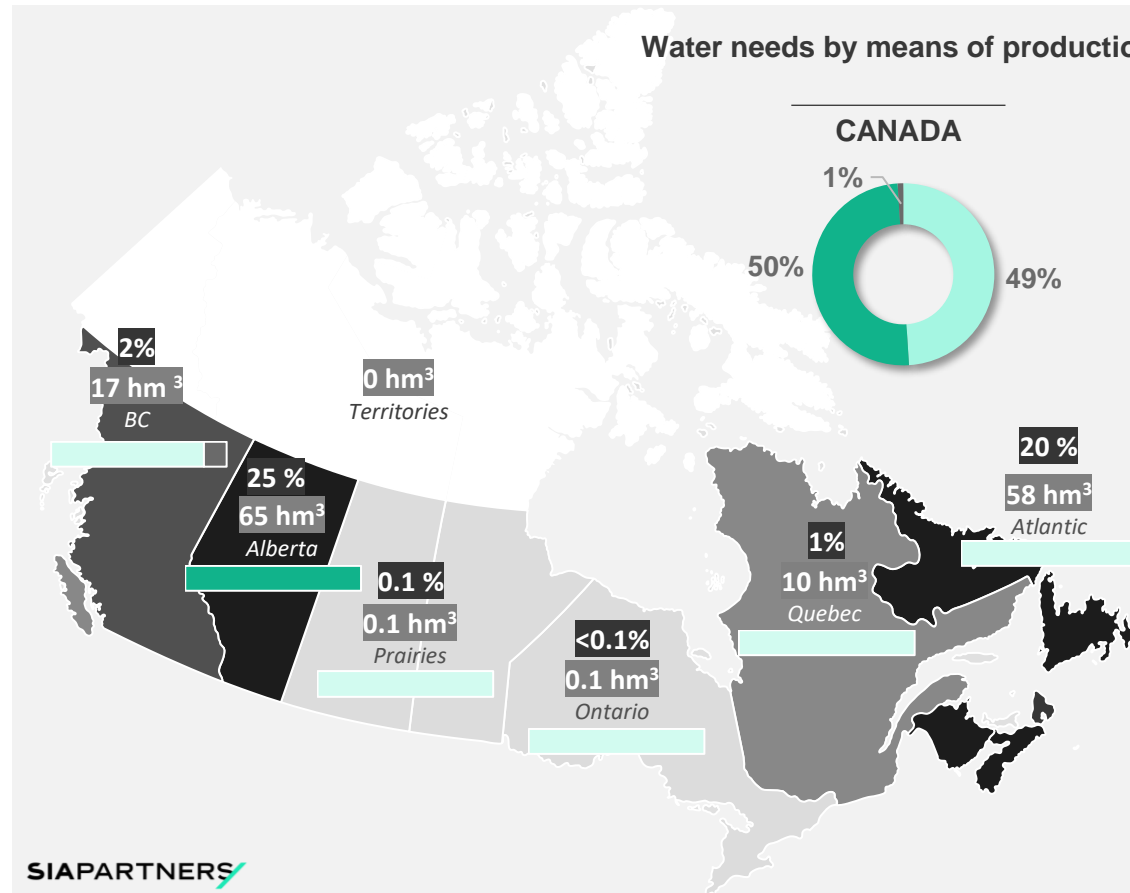 Water needs by means of productio
CANADA
1%
50%
49%
2%
17 hm ³
BC
0 hm³
Territories
25 %
65 hm³
Alberta
0.1 %
0.1 hm³
Prairies
<0.1%
0.1 hm³
Ontario
1%
10 hm³
Quebec
20 %
58 hm³
Atlantic
SIAPARTNERS